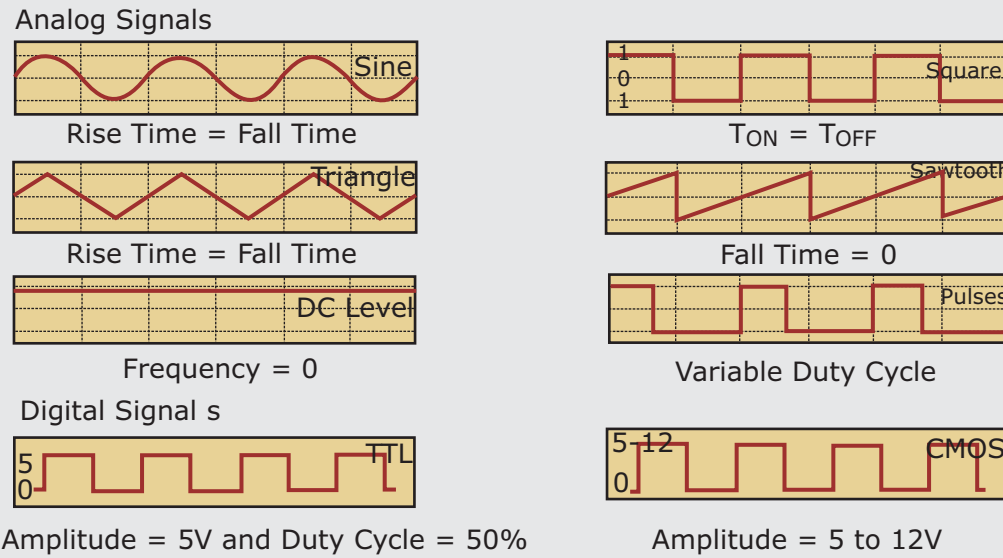 Analog Signals
Sine
Rise Time = Fall Time
1
0
1
Square
TON = TOFF
Triangle
Rise Time = Fall Time
Sawtooth
Fall Time = 0
DC Level
Frequency = 0
Pulses
Variable Duty Cycle
Digital Signal s
5
0
TTL
Amplitude = 5V and Duty Cycle = 50%
5-12
0
CMOS
Amplitude = 5 to 12V